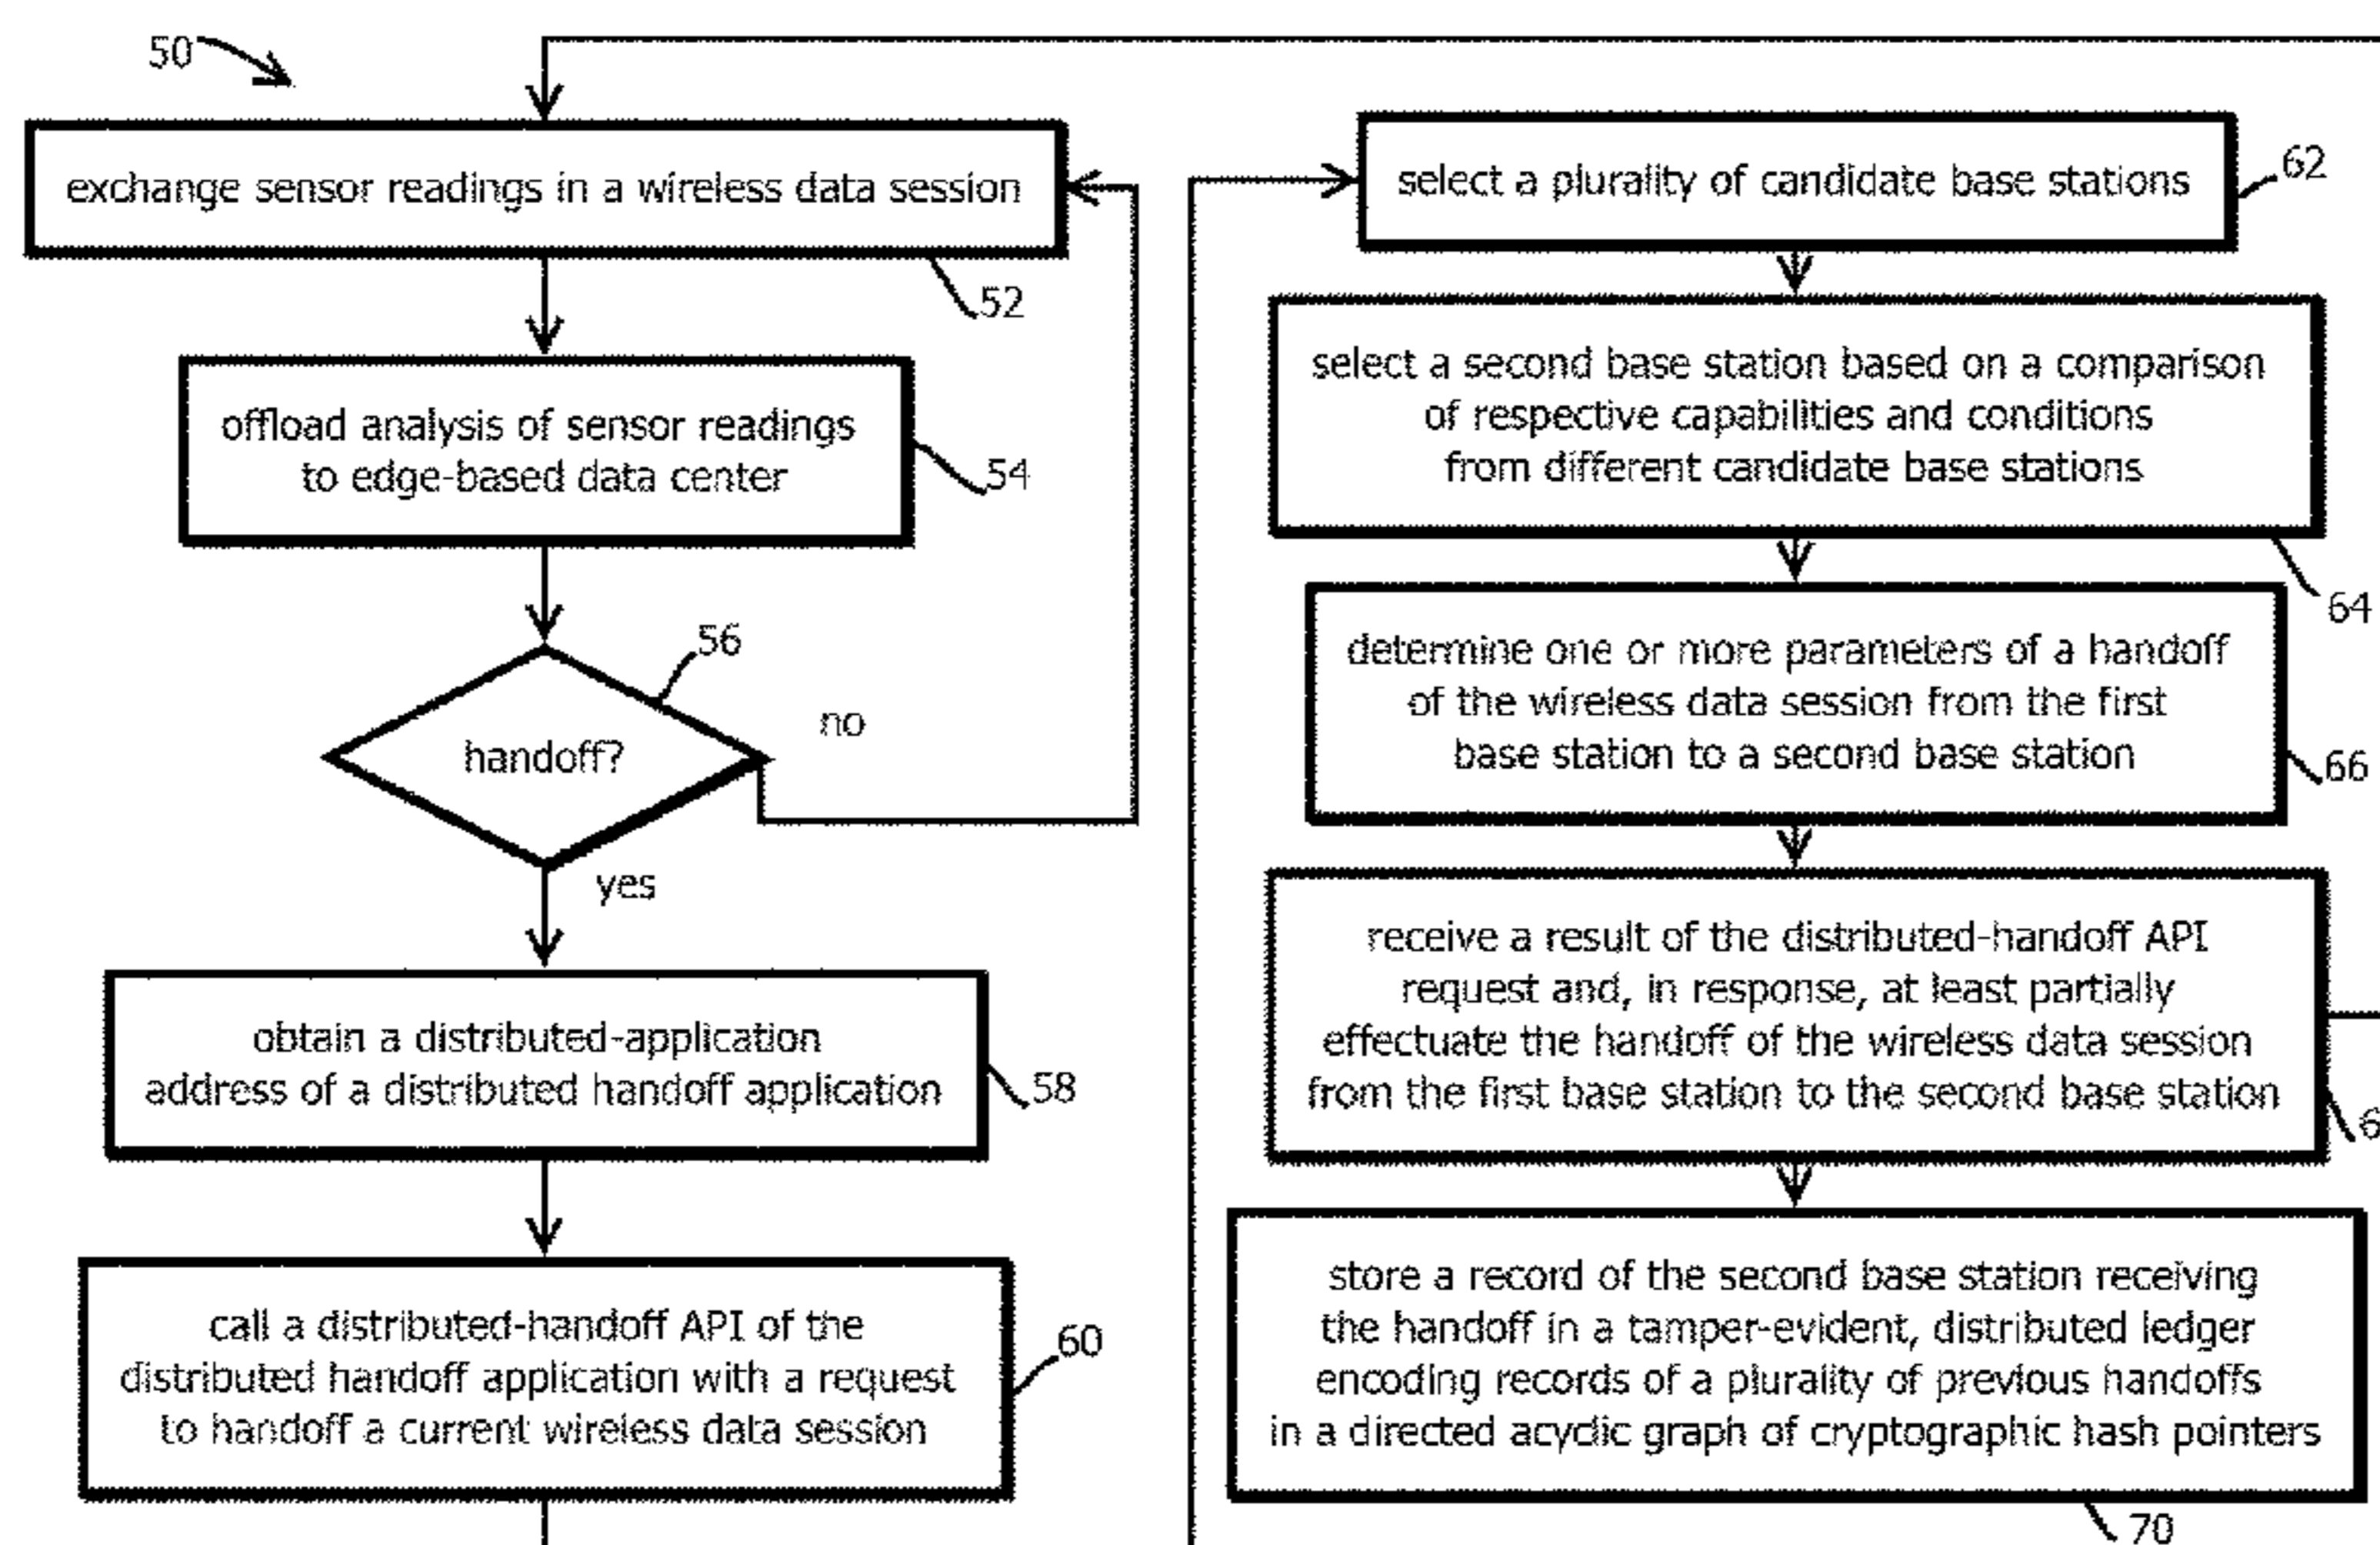 50
exchange sensor readings in a wireless data session
52
offload analysis of sensor readings
to edge-based data center
54
56
handoff?
no
yes
obtain a distributed-application
address of a distributed handoff application
58
call a distributed-handoff API of the
distributed handoff application with a request
to handoff a current wireless data session
60
select a plurality of candidate base stations
62
select a second base station based on a comparison
of respective capabilities and conditions
from different candidate base stations
64
determine one or more parameters of a handoff
of the wireless data session from the first
base station to a second base station
66
receive a result of the distributed-handoff API
request and, in response, at least partially
effectuate the handoff of the wireless data session
from the first base station to the second base station
store a record of the second base station receiving
the handoff in a tamper-evident, distributed ledger
encoding records of a plurality of previous handoffs
in a directed acyclic graph of cryptographic hash pointers
70